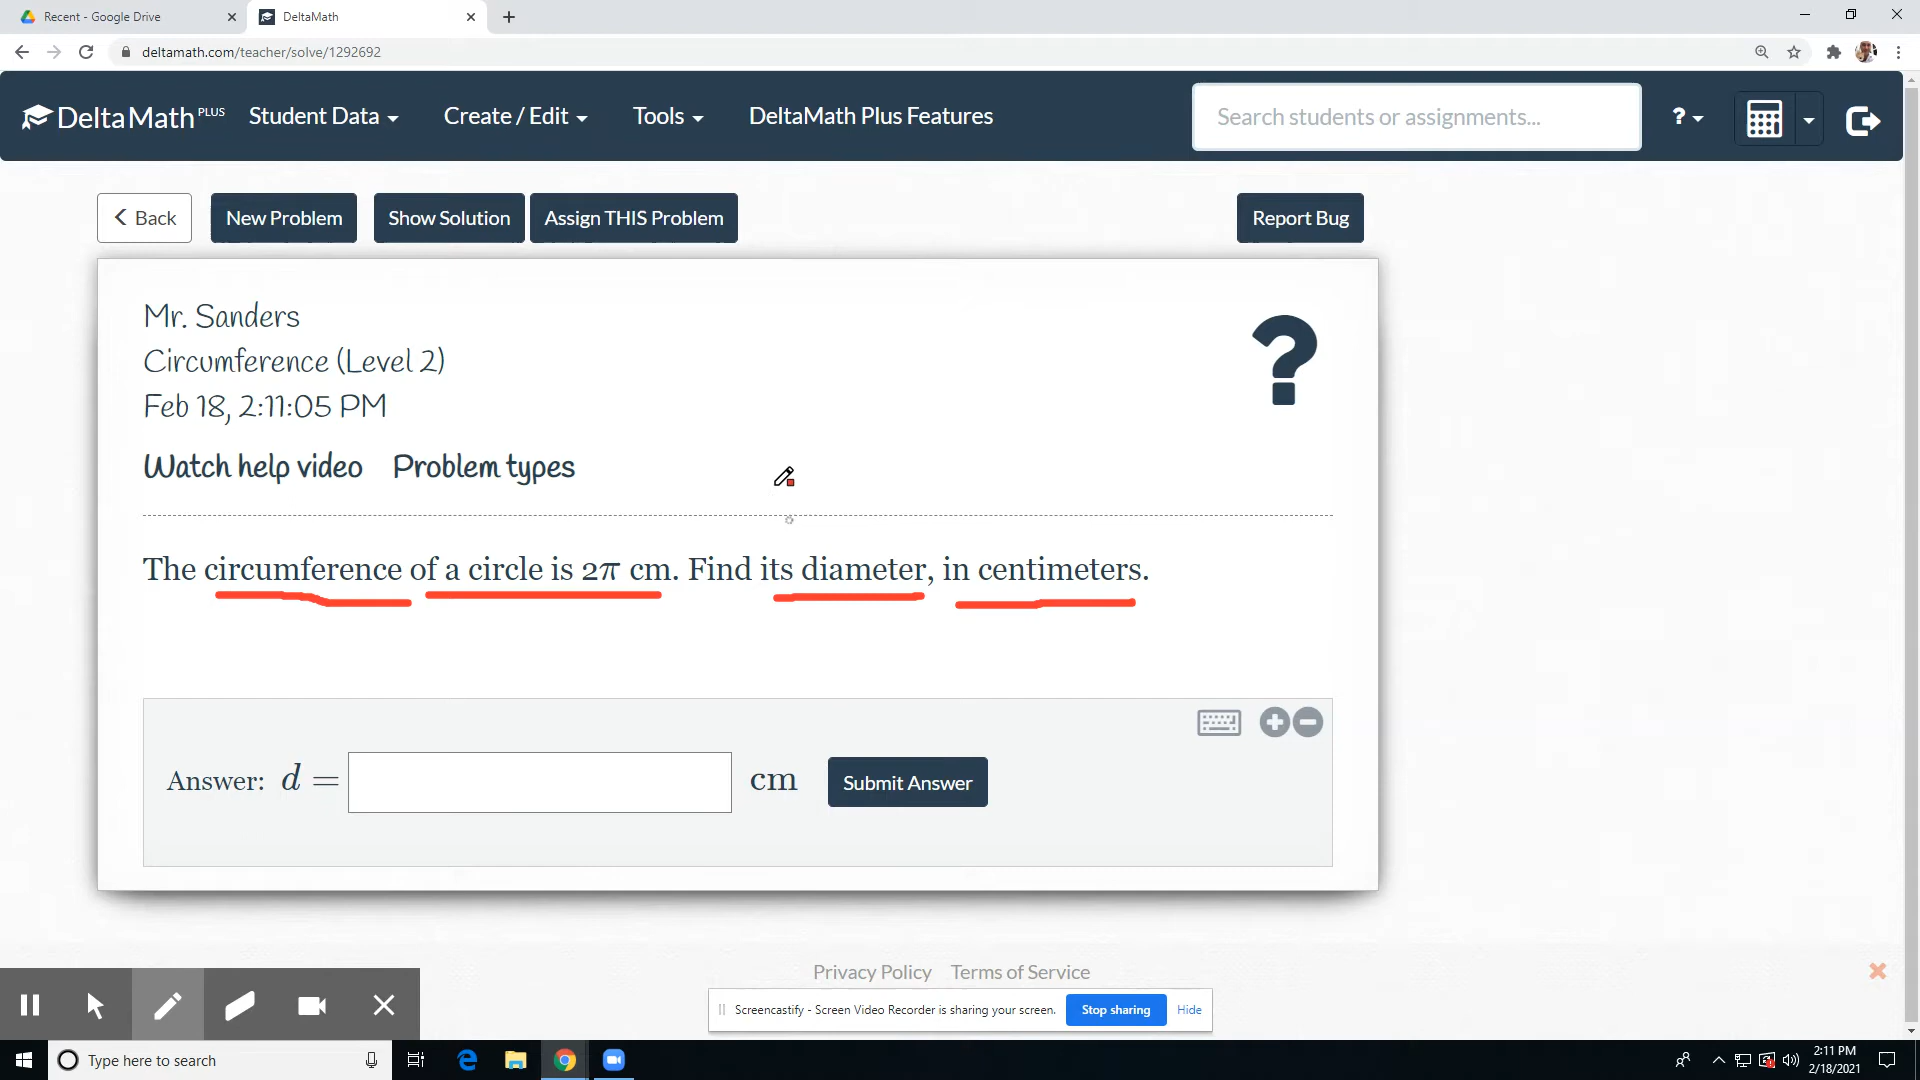 Recent - Google Drive
DeltaMath
deltamath.com/teacher/solve/1292692
DeltaMath PLUS Student Data Create / Edit Tools DeltaMath Plus Features Search students or assignments... ?
Back New Problem Show Solution Assign THIS Problem Report Bug
Mr. Sanders
Circumference (Level 2)
Feb 18, 2:11:05 PM
?
Watch help video Problem types
The circumference of a circle is 2π cm. Find its diameter, in centimeters.
Answer: d = cm Submit Answer
Privacy Policy Terms of Service
Screencastify - Screen Video Recorder is sharing your screen. Stop sharing Hide
Type here to search
2:11 PM
2/18/2021